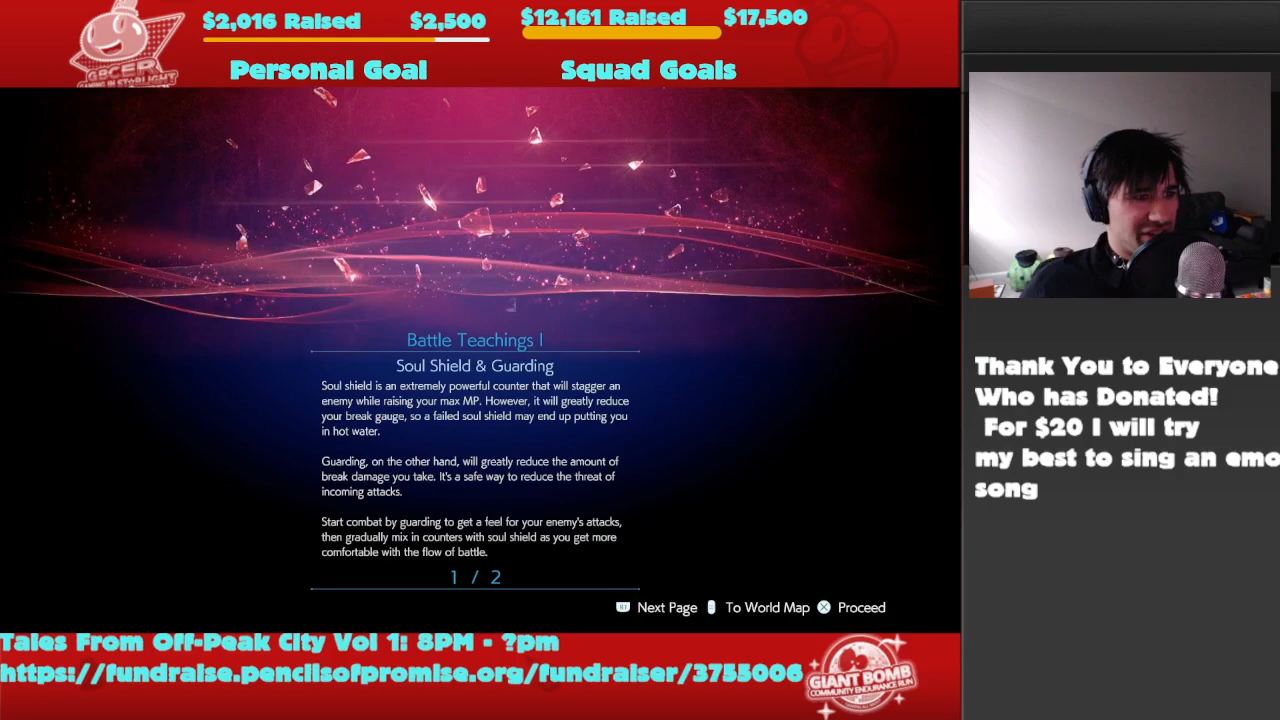 $2,016 Raised $2,500 $12,161 Raised $17,500
GBCER
GAMING IN STARLIGHT
Personal Goal Squad Goals
Battle Teachings I
Soul Shield & Guarding
Soul shield is an extremely powerful counter that will stagger an
enemy while raising your max MP. However, it will greatly reduce
your break gauge, so a failed soul shield may end up putting you
in hot water.
Guarding, on the other hand, will greatly reduce the amount of
break damage you take. It's a safe way to reduce the threat of
incoming attacks.
Start combat by guarding to get a feel for your enemy's attacks,
then gradually mix in counters with soul shield as you get more
comfortable with the flow of battle.
1 / 2
R1 Next Page To World Map Proceed
Thank You to Everyone
Who has Donated!
For $20 I will try
my best to sing an emo
song
Tales From Off-Peak City Vol 1: 8PM - ?pm
https://fundraise.pencilsofpromise.org/fundraiser/3755006
GIANT BOMB
COMMUNITY ENDURANCE RUN